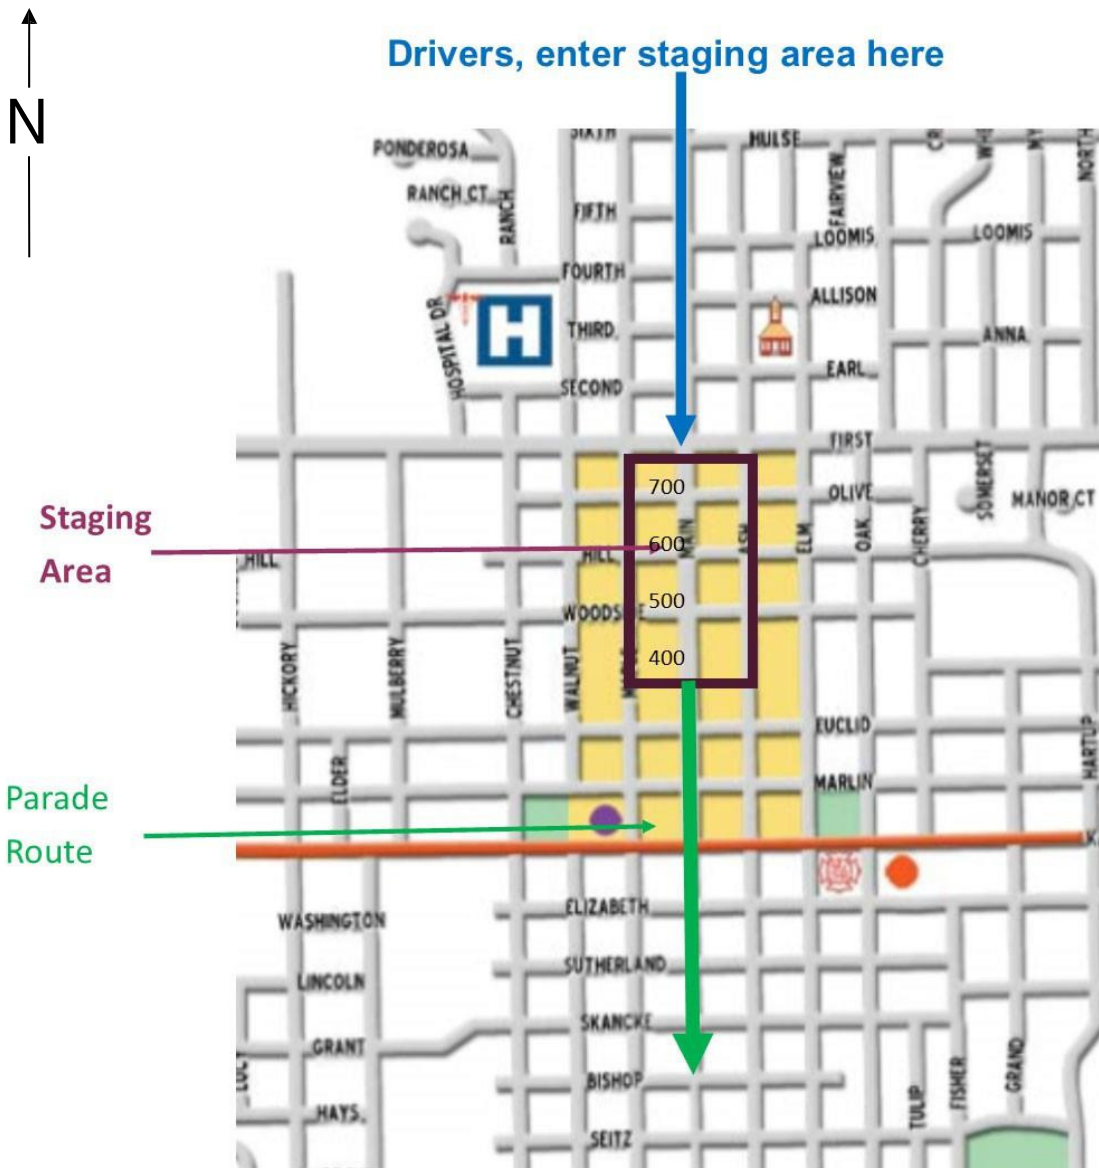 Drivers, enter staging area here
N
SIXTH
HULSE
PONDEROSA
RANCH CT
RANCH
FIFTH
FAIRVIEW
NORTH
LOOMIS
LOOMIS
FOURTH
ALLISON
HOSPITAL DR
H
THIRD
ANNA
EARL
SECOND
FIRST
700
OLIVE
SOMERSET
MANOR CT
Staging
Area
600
MAIN
ASH
ELM
OAK
CHERRY
HILL
HILL
500
WOODSIDE
400
HICKORY
MULBERRY
CHESTNUT
WALNUT
EUCLID
HARTUP
ELDER
MARLIN
Parade
Route
ELIZABETH
WASHINGTON
SUTHERLAND
LINCOLN
SKANCKE
GRANT
BISHOP
TULIP
FISHER
GRAND
HAYS
SEITZ